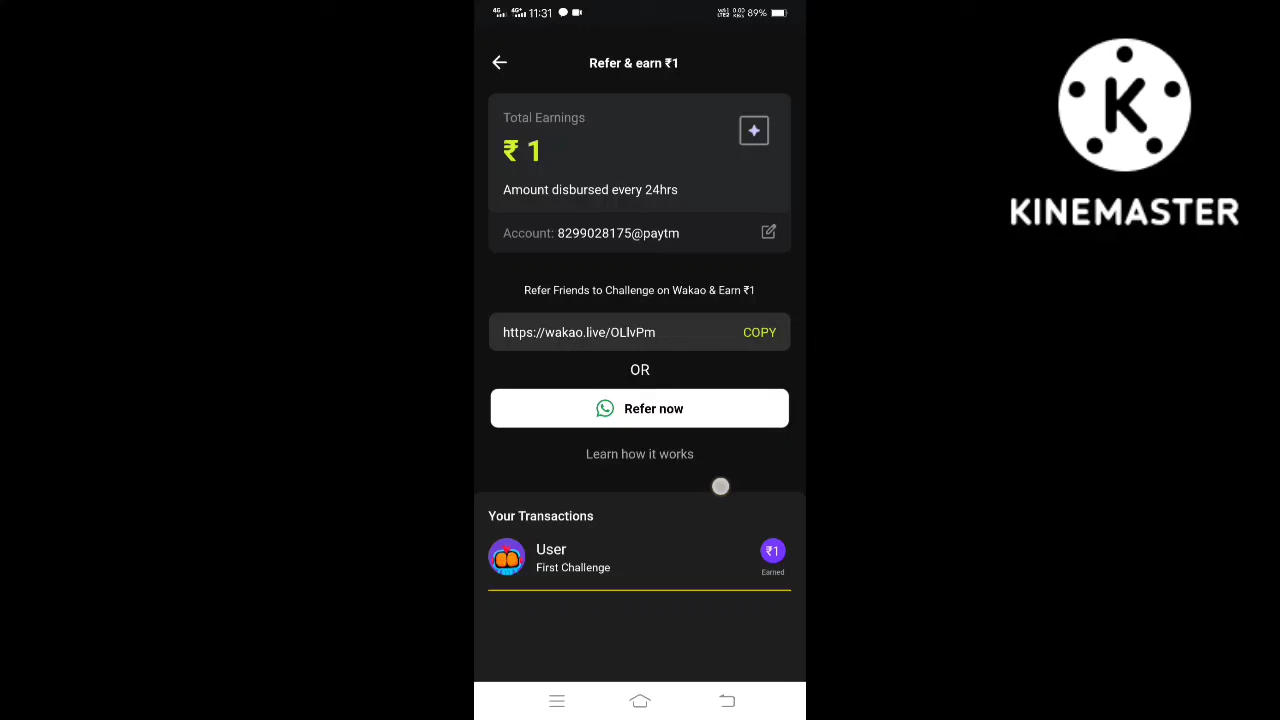 11:31
89%
Refer & earn ₹1
Total Earnings
₹ 1
Amount disbursed every 24hrs
Account: 8299028175@paytm
Refer Friends to Challenge on Wakao & Earn ₹1
https://wakao.live/OLlvPm COPY
OR
Refer now
Learn how it works
Your Transactions
User
First Challenge
₹1
Earned
K
KINEMASTER